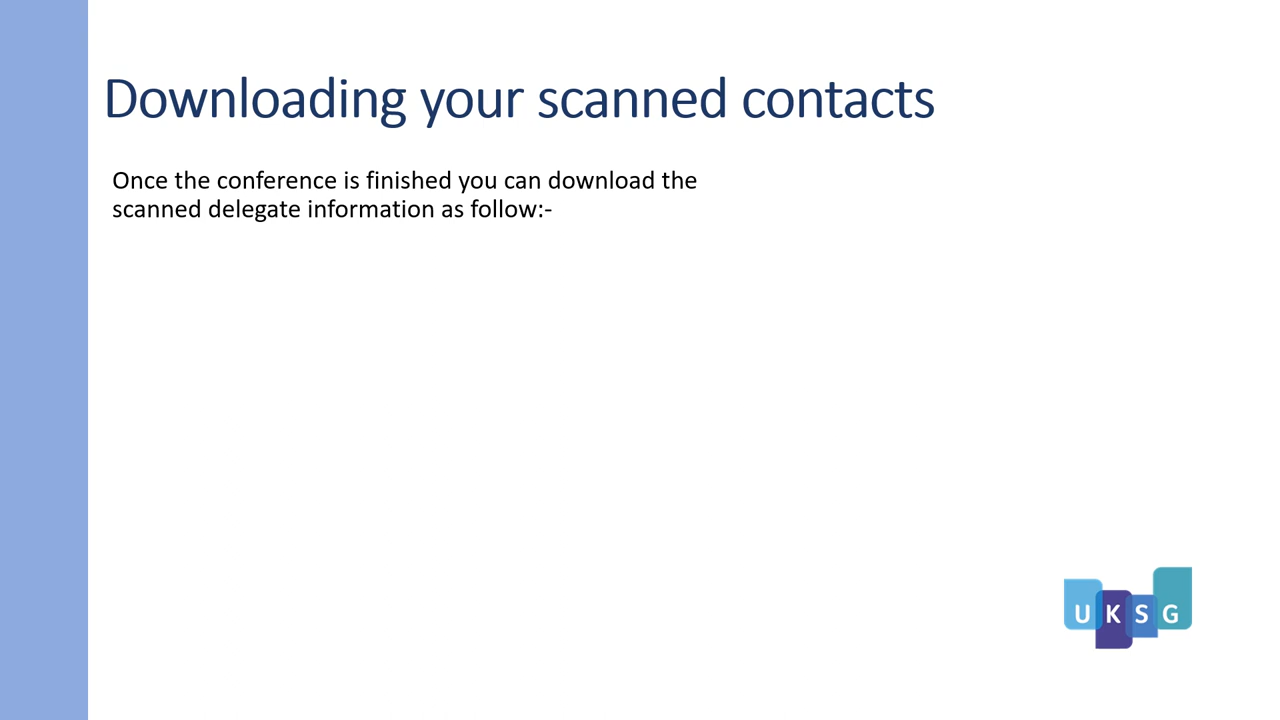 Downloading your scanned contacts
Once the conference is finished you can download the
scanned delegate information as follow:-
UKSG